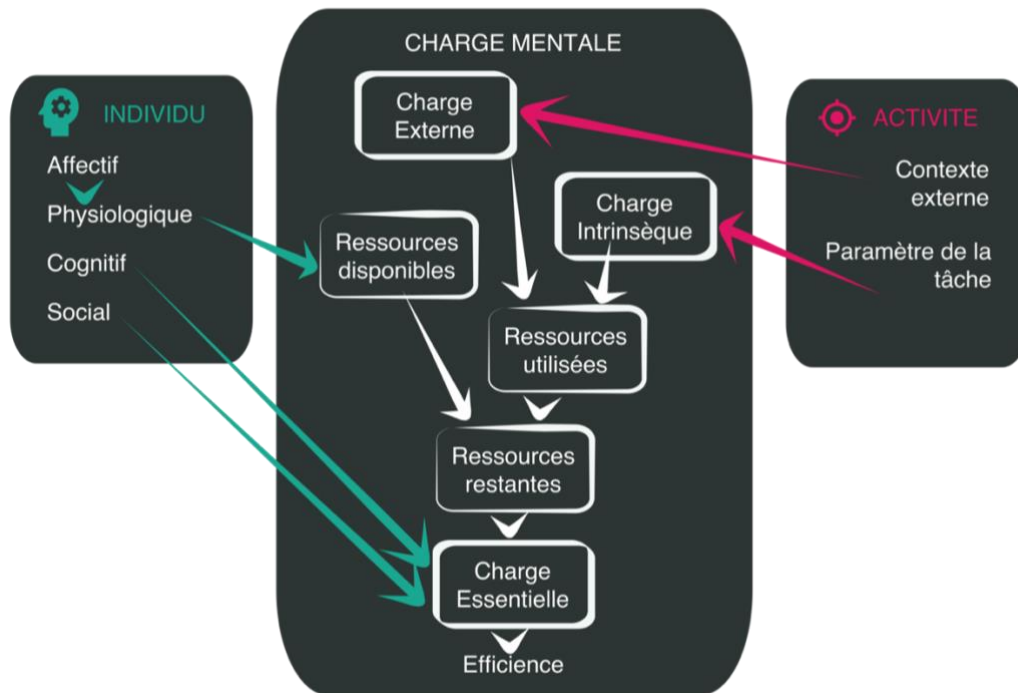 CHARGE MENTALE
INDIVIDU
Affectif
Physiologique
Cognitif
Social
Charge
Externe
Charge
Intrinsèque
Ressources
disponibles
Ressources
utilisées
Ressources
restantes
Charge
Essentielle
Efficience
ACTIVITE
Contexte
externe
Paramètre de la
tâche